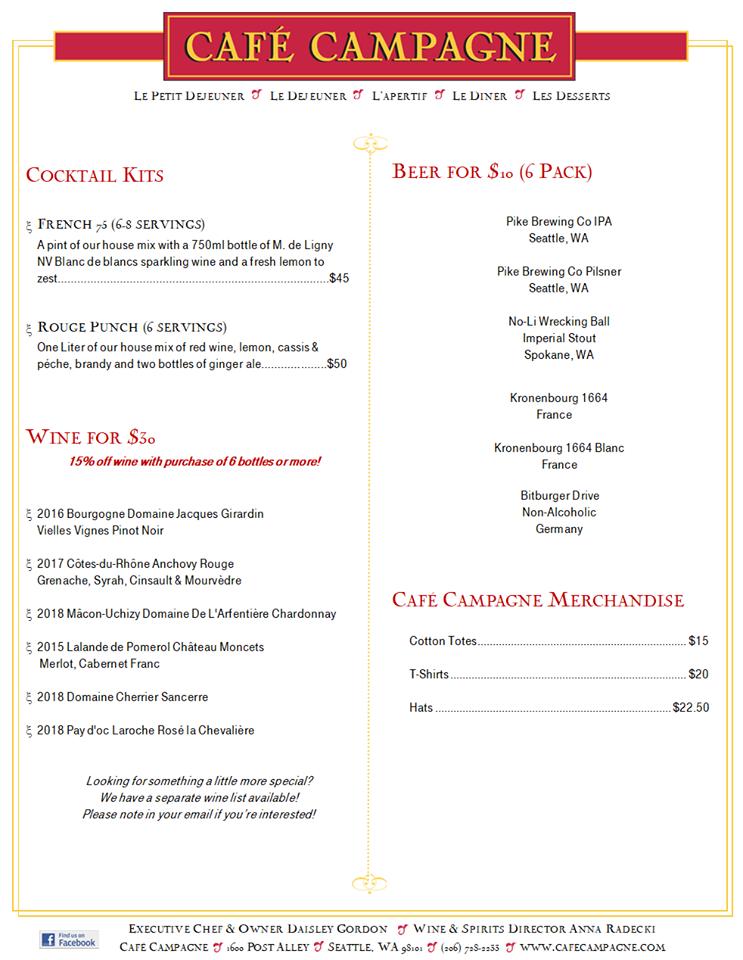 CAFÉ CAMPAGNE
LE PETIT DEJEUNER LE DEJEUNER L'APERTIF LE DINER LES DESSERTS
COCKTAIL KITS
FRENCH 75 (6-8 SERVINGS)
A pint of our house mix with a 750ml bottle of M. de Ligny
NV Blanc de blancs sparkling wine and a fresh lemon to
zest....................................................................................$45
ROUGE PUNCH (6 SERVINGS)
One Liter of our house mix of red wine, lemon, cassis &
péche, brandy and two bottles of ginger ale....................$50
WINE FOR $30
15% off wine with purchase of 6 bottles or more!
2016 Bourgogne Domaine Jacques Girardin
Vielles Vignes Pinot Noir
2017 Côtes-du-Rhône Anchovy Rouge
Grenache, Syrah, Cinsault & Mourvèdre
2018 Mâcon-Uchizy Domaine De L'Arfentière Chardonnay
2015 Lalande de Pomerol Château Moncets
Merlot, Cabernet Franc
2018 Domaine Cherrier Sancerre
2018 Pay d'oc Laroche Rosé la Chevalière
Looking for something a little more special?
We have a separate wine list available!
Please note in your email if you're interested!
BEER FOR $10 (6 PACK)
Pike Brewing Co IPA
Seattle, WA
Pike Brewing Co Pilsner
Seattle, WA
No-Li Wrecking Ball
Imperial Stout
Spokane, WA
Kronenbourg 1664
France
Kronenbourg 1664 Blanc
France
Bitburger Drive
Non-Alcoholic
Germany
CAFÉ CAMPAGNE MERCHANDISE
Cotton Totes................................................................ $15
T-Shirts ........................................................................ $20
Hats ........................................................................ $22.50
Find us on
Facebook
EXECUTIVE CHEF & OWNER DAISLEY GORDON WINE & SPIRITS DIRECTOR ANNA RADECKI
CAFÉ CAMPAGNE 1600 POST ALLEY SEATTLE, WA 98101 (206) 728-2233 WWW.CAFECAMPAGNE.COM